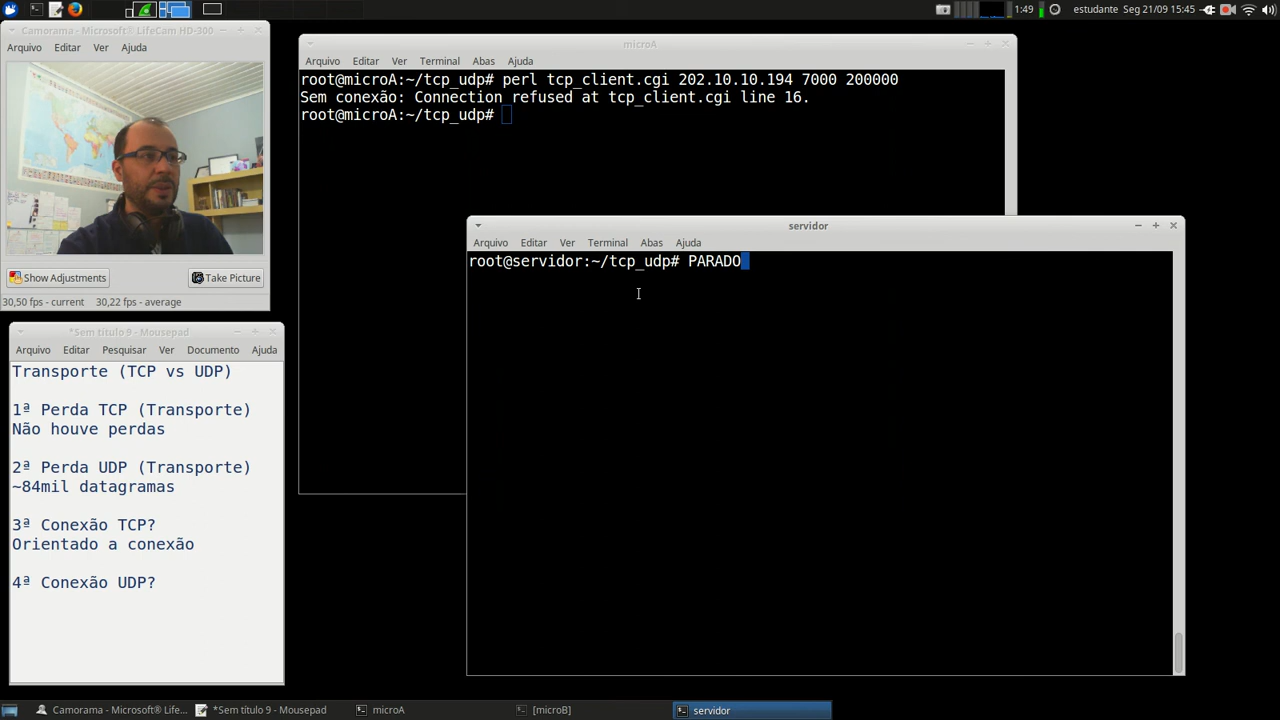 1:49 estudante Seg 21/09 15:45
Camorama - Microsoft® LifeCam HD-300
Arquivo Editar Ver Ajuda
Show Adjustments Take Picture
30,50 fps - current 30,22 fps - average
*Sem título 9 - Mousepad
Arquivo Editar Pesquisar Ver Documento Ajuda
Transporte (TCP vs UDP)
1ª Perda TCP (Transporte)
Não houve perdas
2ª Perda UDP (Transporte)
~84mil datagramas
3ª Conexão TCP?
Orientado a conexão
4ª Conexão UDP?
microA
Arquivo Editar Ver Terminal Abas Ajuda
root@microA:~/tcp_udp# perl tcp_client.cgi 202.10.10.194 7000 200000
Sem conexão: Connection refused at tcp_client.cgi line 16.
root@microA:~/tcp_udp#
servidor
Arquivo Editar Ver Terminal Abas Ajuda
root@servidor:~/tcp_udp# PARADO
Camorama - Microsoft® Life... *Sem título 9 - Mousepad microA [microB] servidor